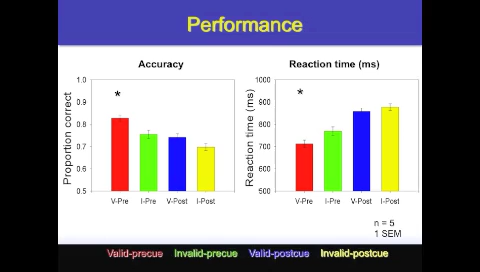 Performance
Accuracy
Reaction time (ms)
Proportion correct
1.0
0.9
0.8
0.7
0.6
0.5
*
V-Pre I-Pre V-Post I-Post
Reaction time (ms)
1000
900
800
700
600
500
*
V-Pre I-Pre V-Post I-Post
n = 5
1 SEM
Valid-precue Invalid-precue Valid-postcue Invalid-postcue